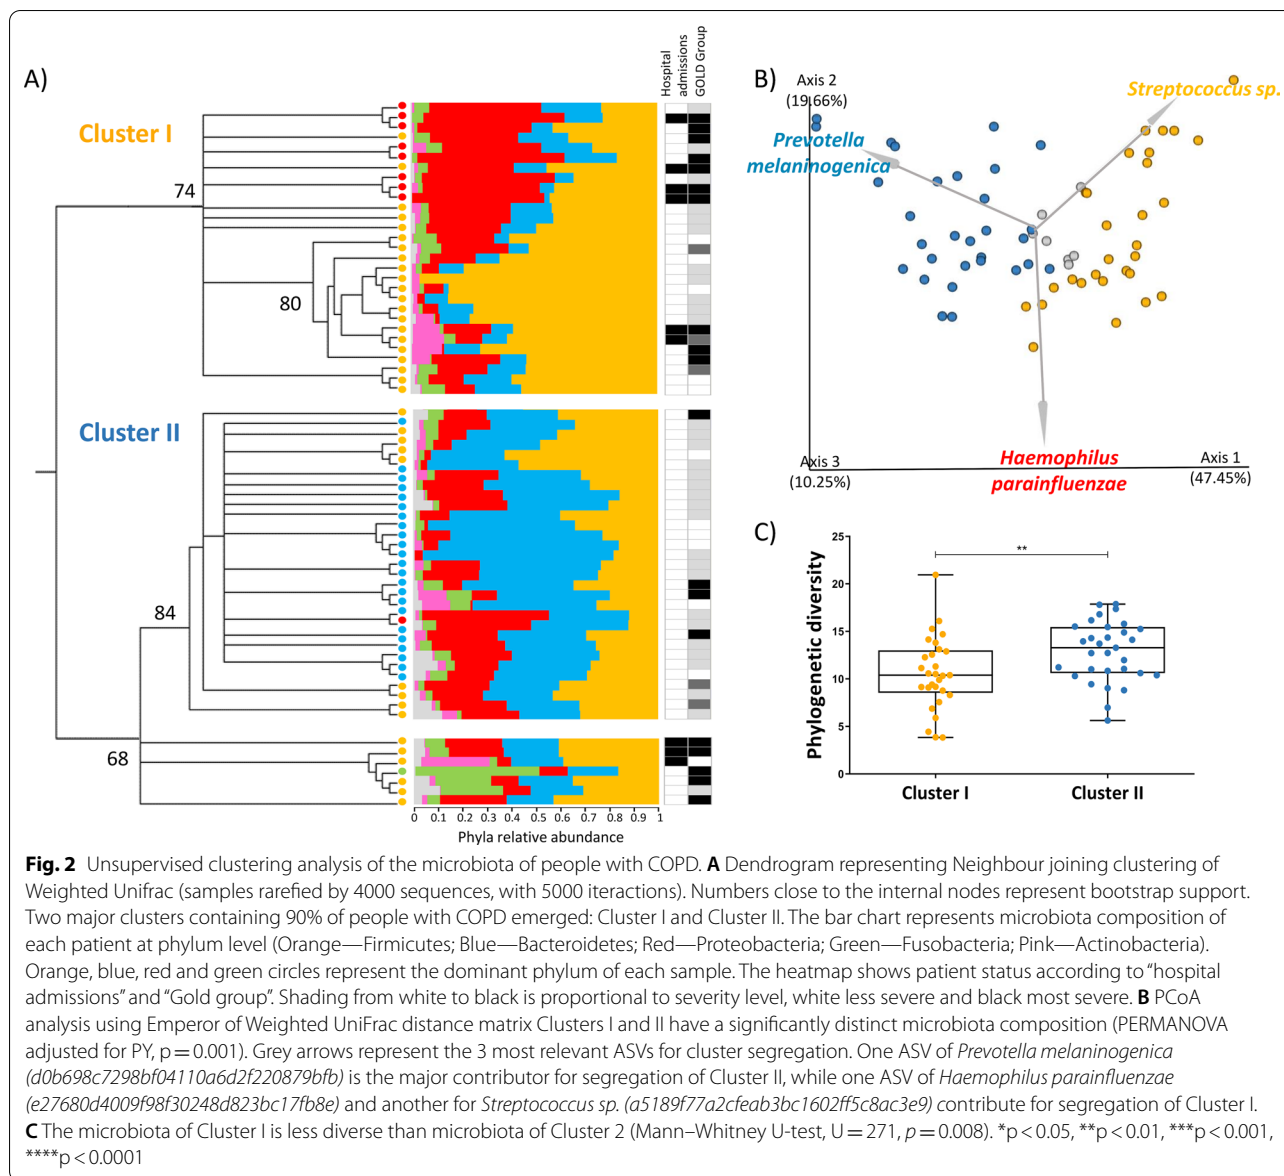 A)
Hospital
admissions
GOLD Group
Cluster I
74
80
Cluster II
84
68
0 0.1 0.2 0.3 0.4 0.5 0.6 0.7 0.8 0.9 1
Phyla relative abundance
B)
Axis 2
(19.66%)
Streptococcus sp.
Prevotella
melaninogenica
Axis 3
(10.25%)
Haemophilus
parainfluenzae
Axis 1
(47.45%)
C)
Phylogenetic diversity
25
20
15
10
5
0
**
Cluster I
Cluster II
Fig. 2 Unsupervised clustering analysis of the microbiota of people with COPD. A Dendrogram representing Neighbour joining clustering of
Weighted Unifrac (samples rarefied by 4000 sequences, with 5000 iteractions). Numbers close to the internal nodes represent bootstrap support.
Two major clusters containing 90% of people with COPD emerged: Cluster I and Cluster II. The bar chart represents microbiota composition of
each patient at phylum level (Orange—Firmicutes; Blue—Bacteroidetes; Red—Proteobacteria; Green—Fusobacteria; Pink—Actinobacteria).
Orange, blue, red and green circles represent the dominant phylum of each sample. The heatmap shows patient status according to “hospital
admissions” and “Gold group”. Shading from white to black is proportional to severity level, white less severe and black most severe. B PCoA
analysis using Emperor of Weighted UniFrac distance matrix Clusters I and II have a significantly distinct microbiota composition (PERMANOVA
adjusted for PY, p = 0.001). Grey arrows represent the 3 most relevant ASVs for cluster segregation. One ASV of Prevotella melaninogenica
(d0b698c7298bf04110a6d2f220879bfb) is the major contributor for segregation of Cluster II, while one ASV of Haemophilus parainfluenzae
(e27680d4009f98f30248d823bc17fb8e) and another for Streptococcus sp. (a5189f77a2cfeab3bc1602ff5c8ac3e9) contribute for segregation of Cluster I.
C The microbiota of Cluster I is less diverse than microbiota of Cluster 2 (Mann–Whitney U-test, U = 271, p = 0.008). *p < 0.05, **p < 0.01, ***p < 0.001,
****p < 0.0001